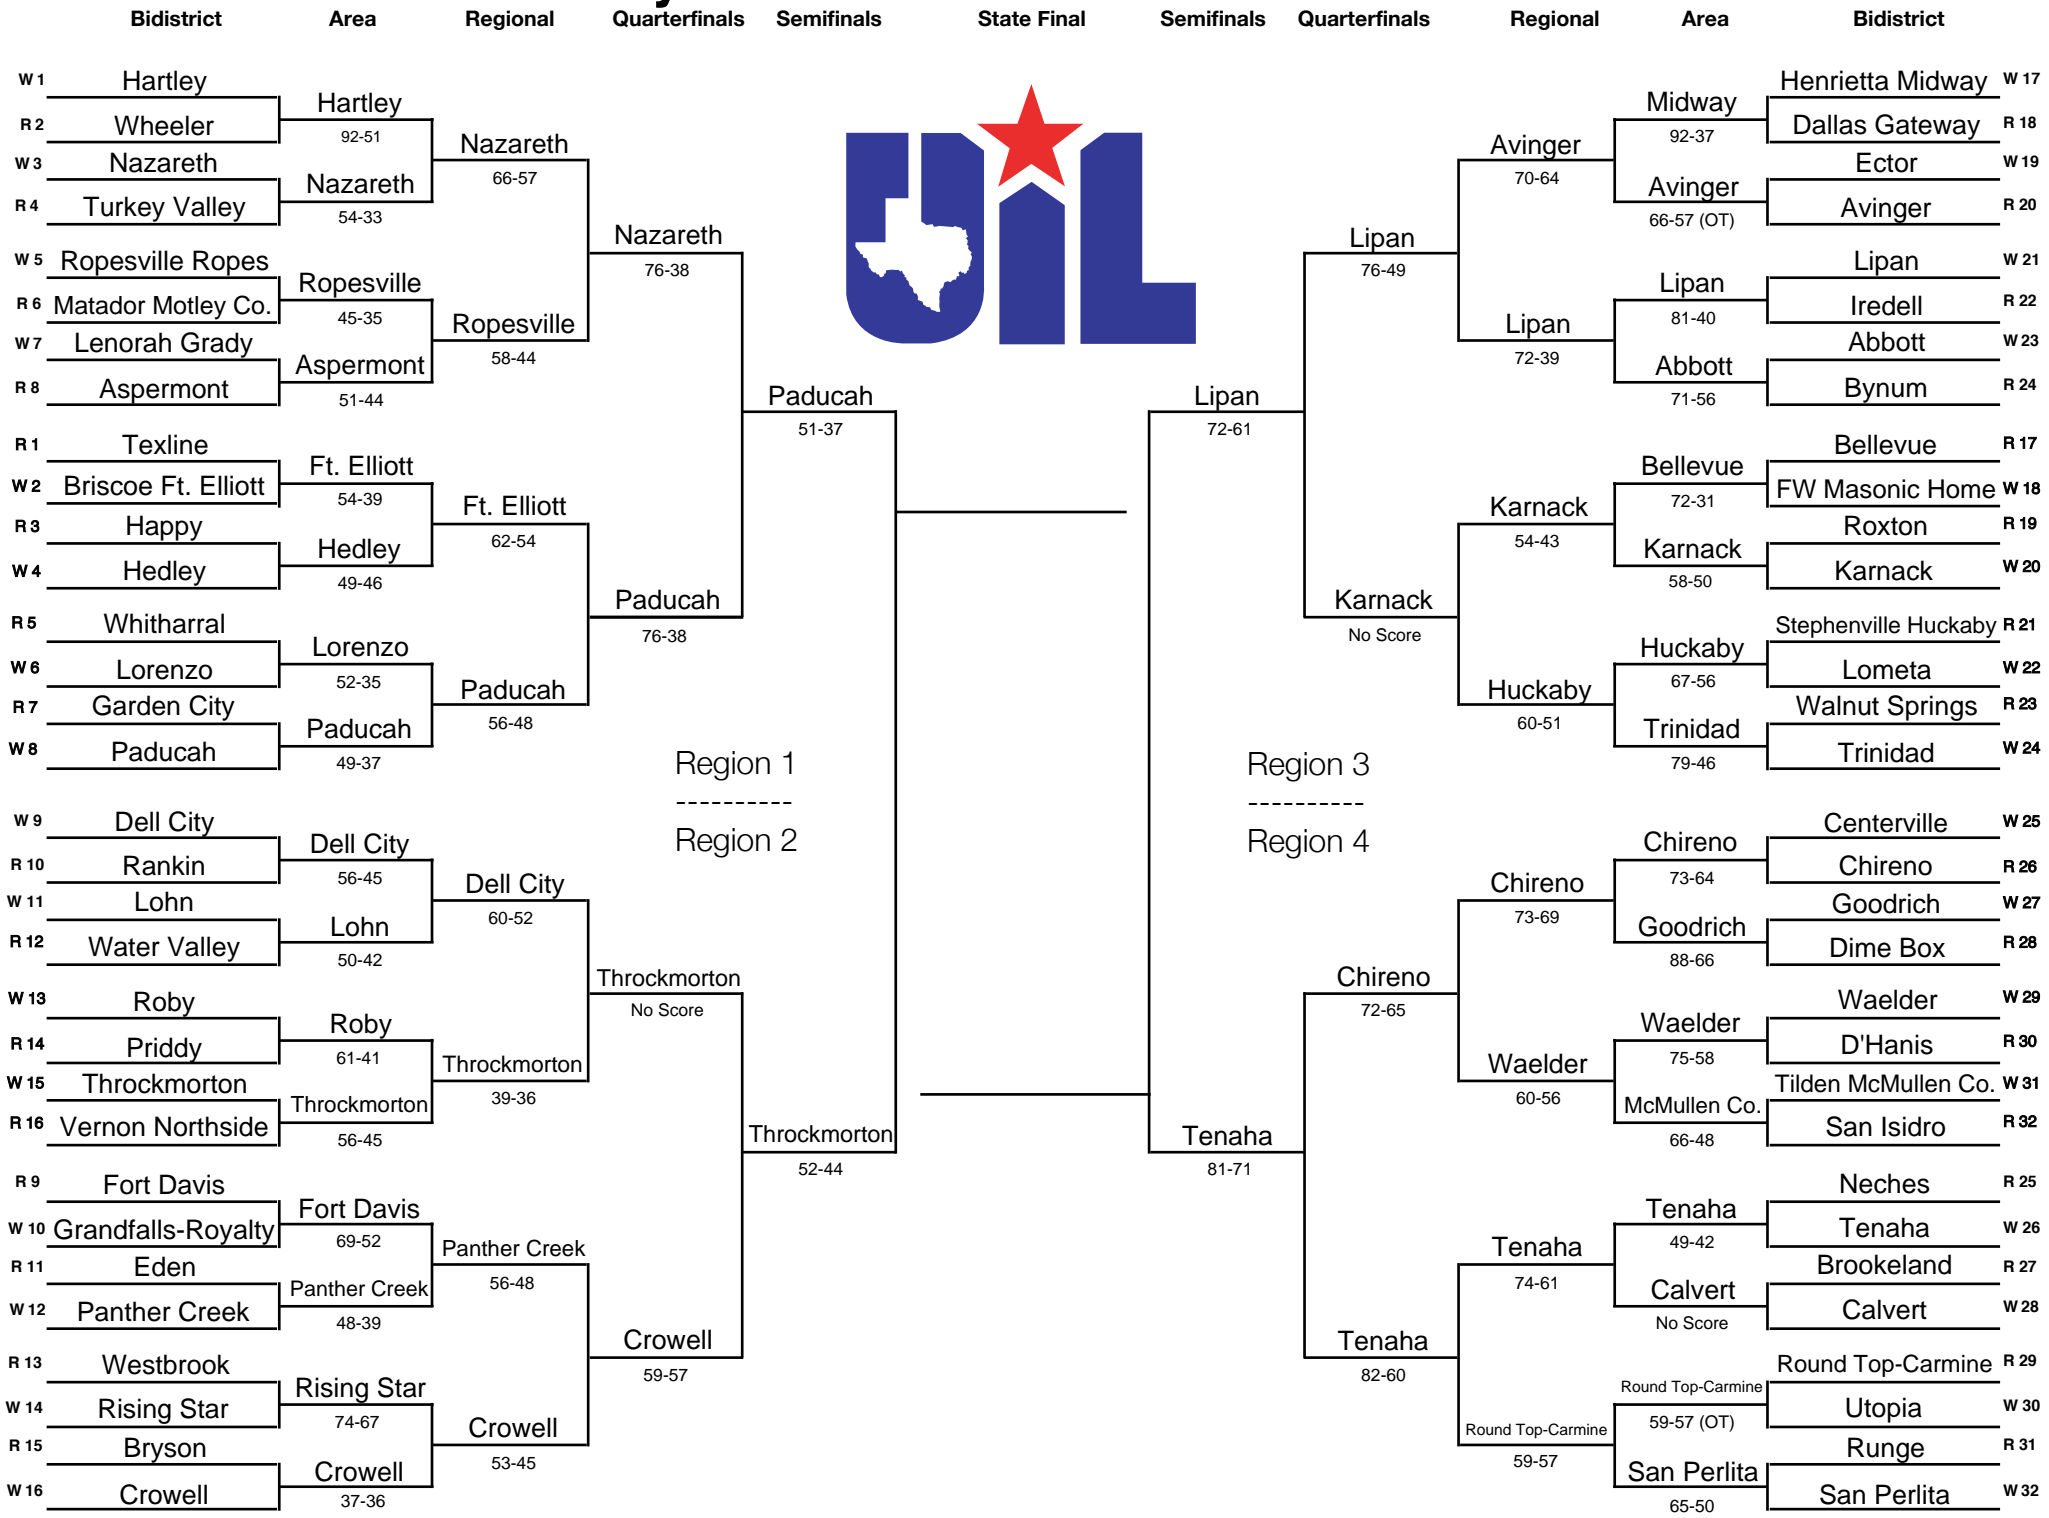 Bidistrict Area Regional Quarterfinals Semifinals State Final Semifinals Quarterfinals Regional Area Bidistrict
W 1 Hartley
Hartley
92-51
R 2 Wheeler
Nazareth
66-57
W 3 Nazareth
Nazareth
54-33
R 4 Turkey Valley
Nazareth
76-38
W 5 Ropesville Ropes
Ropesville
45-35
R 6 Matador Motley Co.
Ropesville
58-44
W 7 Lenorah Grady
Aspermont
51-44
R 8 Aspermont
Paducah
51-37
R 1 Texline
Ft. Elliott
54-39
W 2 Briscoe Ft. Elliott
Ft. Elliott
62-54
R 3 Happy
Hedley
49-46
W 4 Hedley
Paducah
76-38
R 5 Whitharral
Lorenzo
52-35
W 6 Lorenzo
Paducah
56-48
R 7 Garden City
Paducah
49-37
W 8 Paducah
Region 1
----------
Region 2
W 9 Dell City
Dell City
56-45
R 10 Rankin
Dell City
60-52
W 11 Lohn
Lohn
50-42
R 12 Water Valley
Throckmorton
No Score
W 13 Roby
Roby
61-41
R 14 Priddy
Throckmorton
39-36
W 15 Throckmorton
Throckmorton
56-45
R 16 Vernon Northside
Throckmorton
52-44
R 9 Fort Davis
Fort Davis
69-52
W 10 Grandfalls-Royalty
Panther Creek
56-48
R 11 Eden
Panther Creek
48-39
W 12 Panther Creek
Crowell
59-57
R 13 Westbrook
Rising Star
74-67
W 14 Rising Star
Crowell
53-45
R 15 Bryson
Crowell
37-36
W 16 Crowell
UIL
Henrietta Midway W 17
Midway
92-37
Dallas Gateway R 18
Avinger
70-64
Ector W 19
Avinger
66-57 (OT)
Avinger R 20
Lipan
76-49
Lipan W 21
Lipan
81-40
Iredell R 22
Lipan
72-39
Abbott W 23
Abbott
71-56
Bynum R 24
Lipan
72-61
Bellevue R 17
Bellevue
72-31
FW Masonic Home W 18
Karnack
54-43
Roxton R 19
Karnack
58-50
Karnack W 20
Karnack
No Score
Stephenville Huckaby R 21
Huckaby
67-56
Lometa W 22
Huckaby
60-51
Walnut Springs R 23
Trinidad
79-46
Trinidad W 24
Region 3
----------
Region 4
Centerville W 25
Chireno
73-64
Chireno R 26
Chireno
73-69
Goodrich W 27
Goodrich
88-66
Dime Box R 28
Chireno
72-65
Waelder W 29
Waelder
75-58
D'Hanis R 30
Waelder
60-56
Tilden McMullen Co. W 31
McMullen Co.
66-48
San Isidro R 32
Tenaha
81-71
Neches R 25
Tenaha
49-42
Tenaha W 26
Tenaha
74-61
Brookeland R 27
Calvert
No Score
Calvert W 28
Tenaha
82-60
Round Top-Carmine R 29
Round Top-Carmine
59-57 (OT)
Utopia W 30
Round Top-Carmine
59-57
Runge R 31
San Perlita
65-50
San Perlita W 32